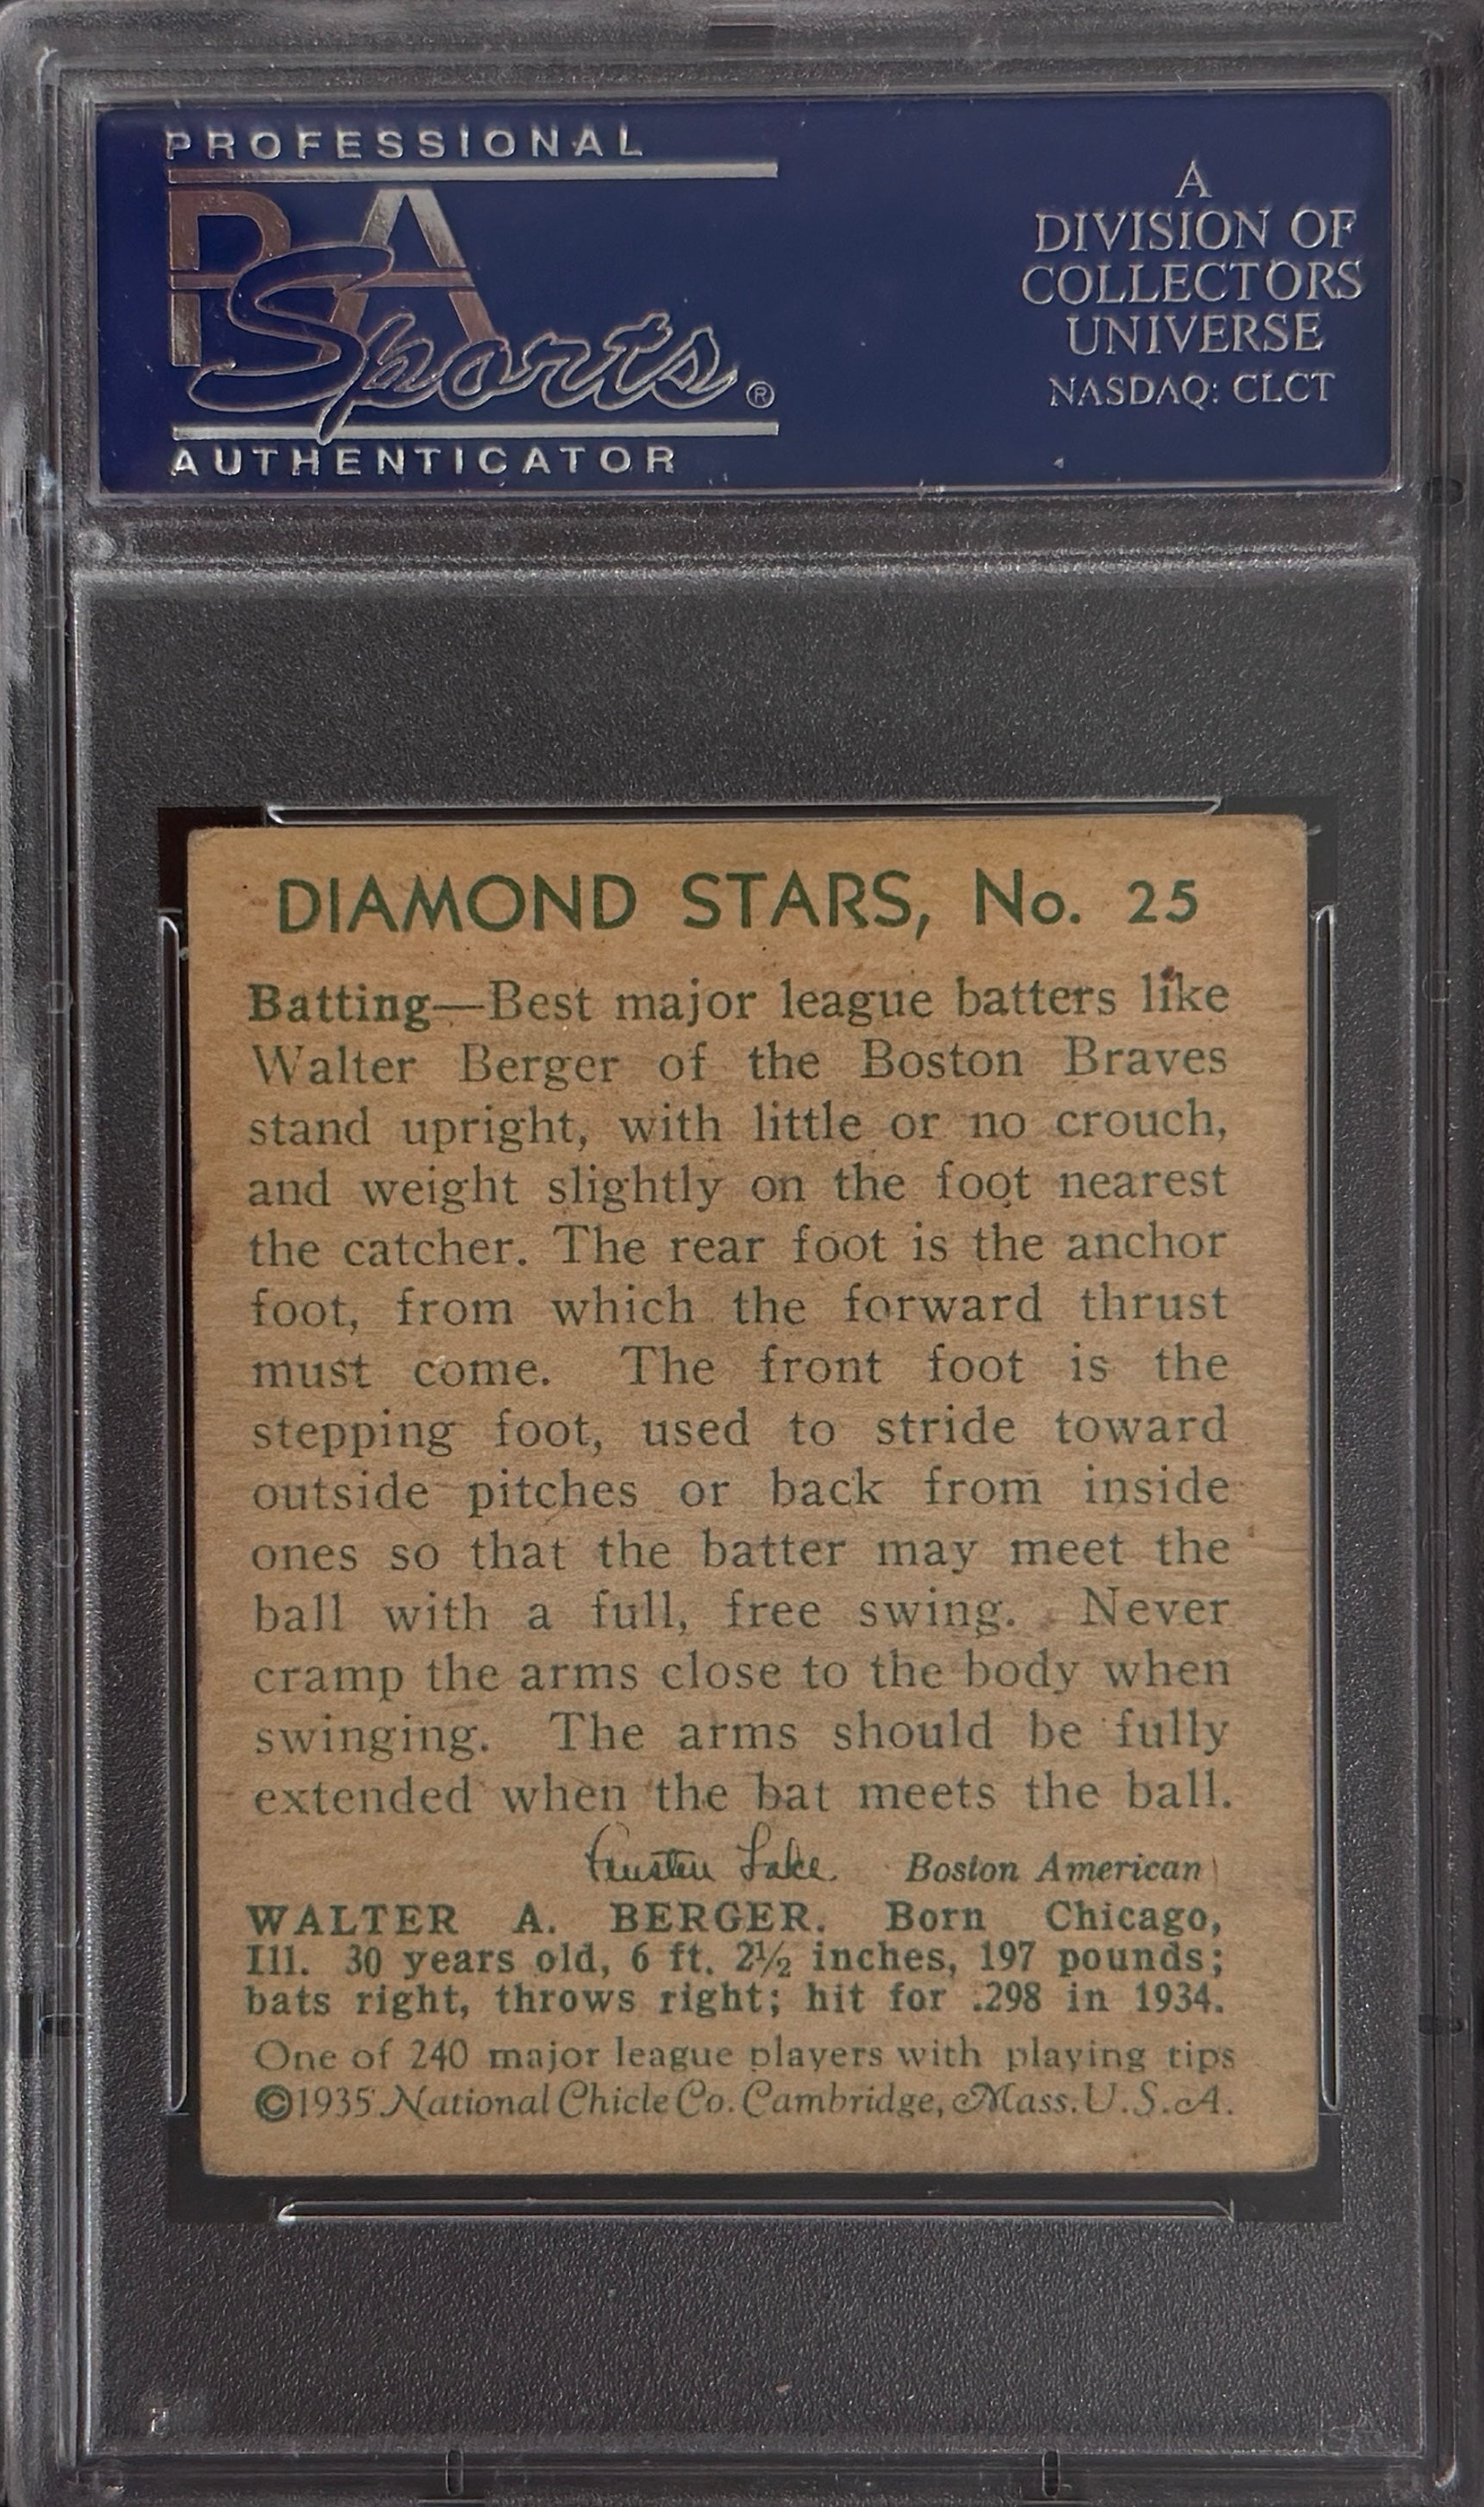 PROFESSIONAL
PSA
Sports®
AUTHENTICATOR
A
DIVISION OF
COLLECTORS
UNIVERSE
NASDAQ: CLCT
DIAMOND STARS, No. 25
Batting—Best major league batters like
Walter Berger of the Boston Braves
stand upright, with little or no crouch,
and weight slightly on the foot nearest
the catcher. The rear foot is the anchor
foot, from which the forward thrust
must come. The front foot is the
stepping foot, used to stride toward
outside pitches or back from inside
ones so that the batter may meet the
ball with a full, free swing. Never
cramp the arms close to the body when
swinging. The arms should be fully
extended when the bat meets the ball.
Austen Lake. Boston American
WALTER A. BERGER. Born Chicago,
Ill. 30 years old, 6 ft. 2½ inches, 197 pounds;
bats right, throws right; hit for .298 in 1934.
One of 240 major league players with playing tips
©1935 National Chicle Co. Cambridge, Mass. U.S.A.